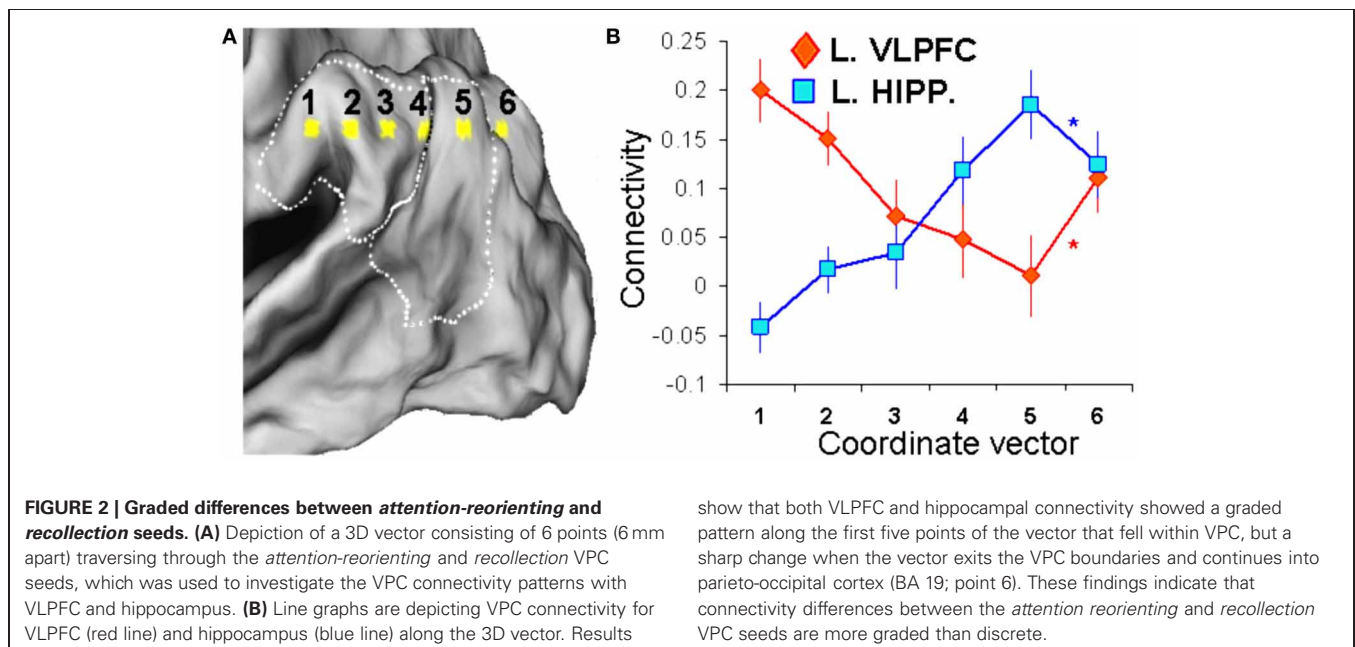 A
1 2 3 4 5 6
B
0.25
0.2
0.15
0.1
0.05
0
-0.05
-0.1
Connectivity
L. VLPFC
L. HIPP.
*
*
1 2 3 4 5 6
Coordinate vector
FIGURE 2 | Graded differences between attention-reorienting and
recollection seeds. (A) Depiction of a 3D vector consisting of 6 points (6 mm
apart) traversing through the attention-reorienting and recollection VPC
seeds, which was used to investigate the VPC connectivity patterns with
VLPFC and hippocampus. (B) Line graphs are depicting VPC connectivity for
VLPFC (red line) and hippocampus (blue line) along the 3D vector. Results
show that both VLPFC and hippocampal connectivity showed a graded
pattern along the first five points of the vector that fell within VPC, but a
sharp change when the vector exits the VPC boundaries and continues into
parieto-occipital cortex (BA 19; point 6). These findings indicate that
connectivity differences between the attention reorienting and recollection
VPC seeds are more graded than discrete.